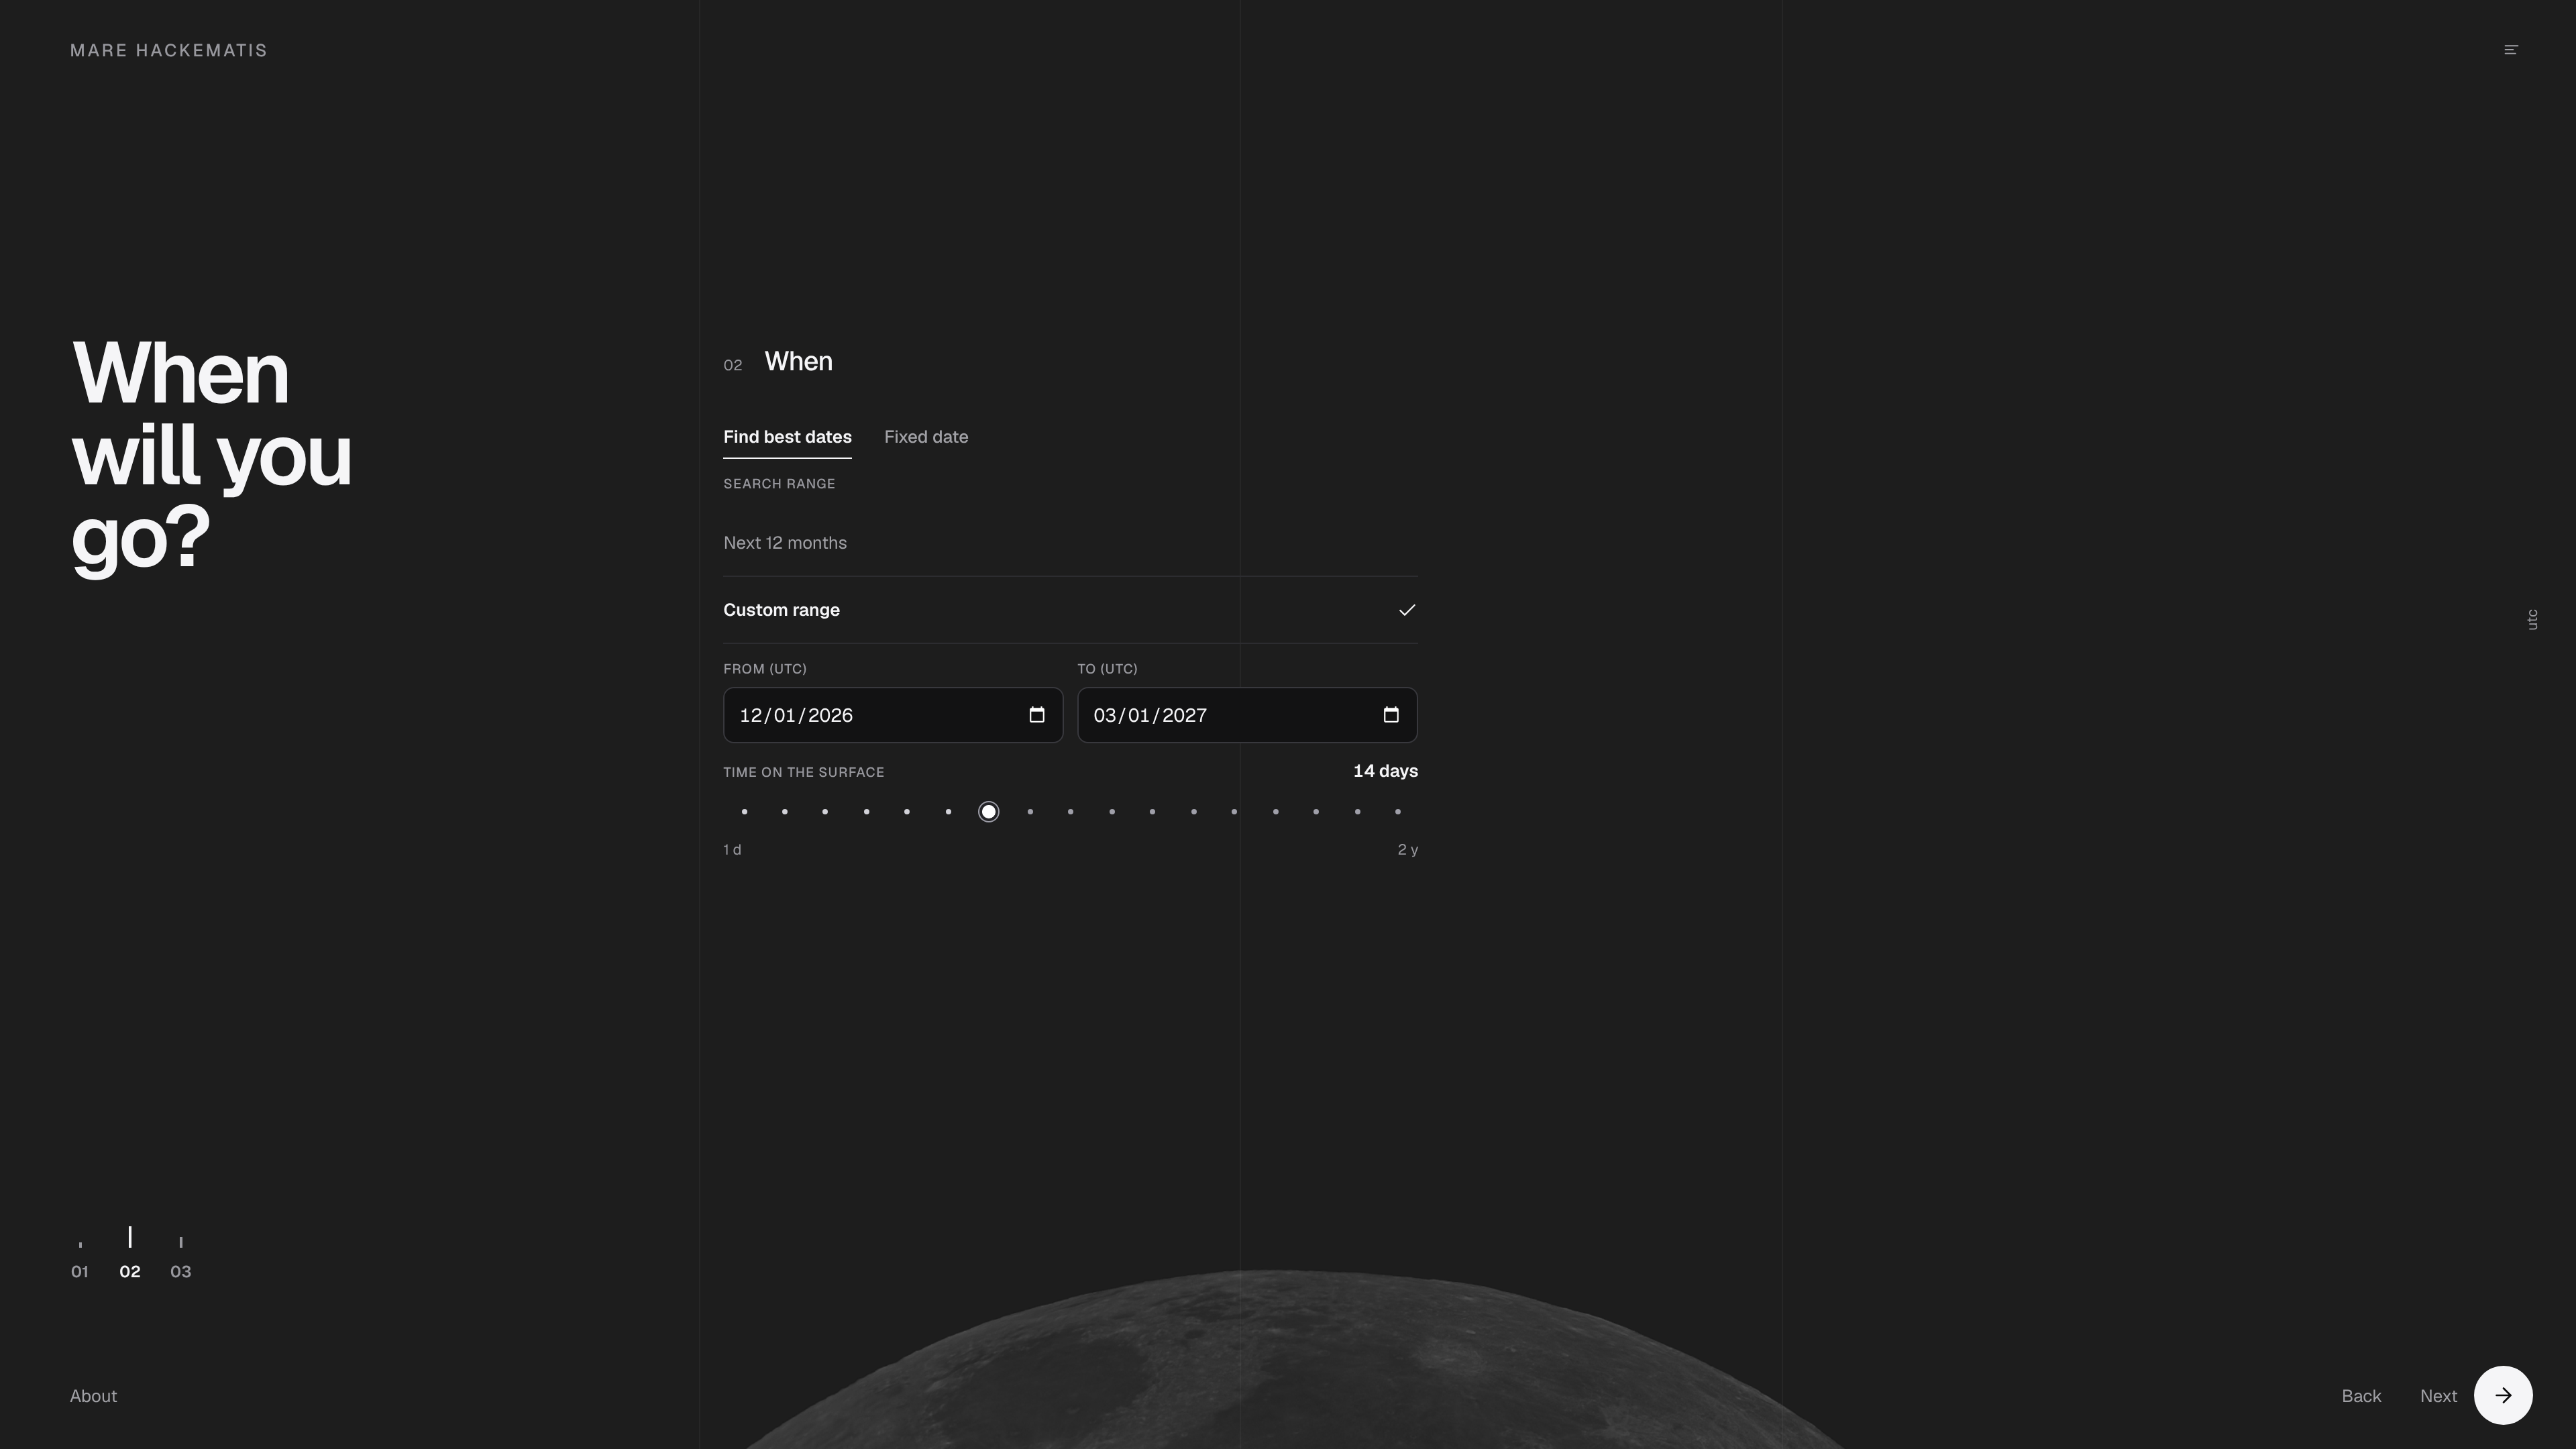 MARE HACKEMATIS
When
will you
go?
02 When
Find best dates Fixed date
SEARCH RANGE
Next 12 months
Custom range
FROM (UTC) TO (UTC)
12/01/2026 03/01/2027
TIME ON THE SURFACE 14 days
1 d 2 y
utc
01 02 03
About Back Next